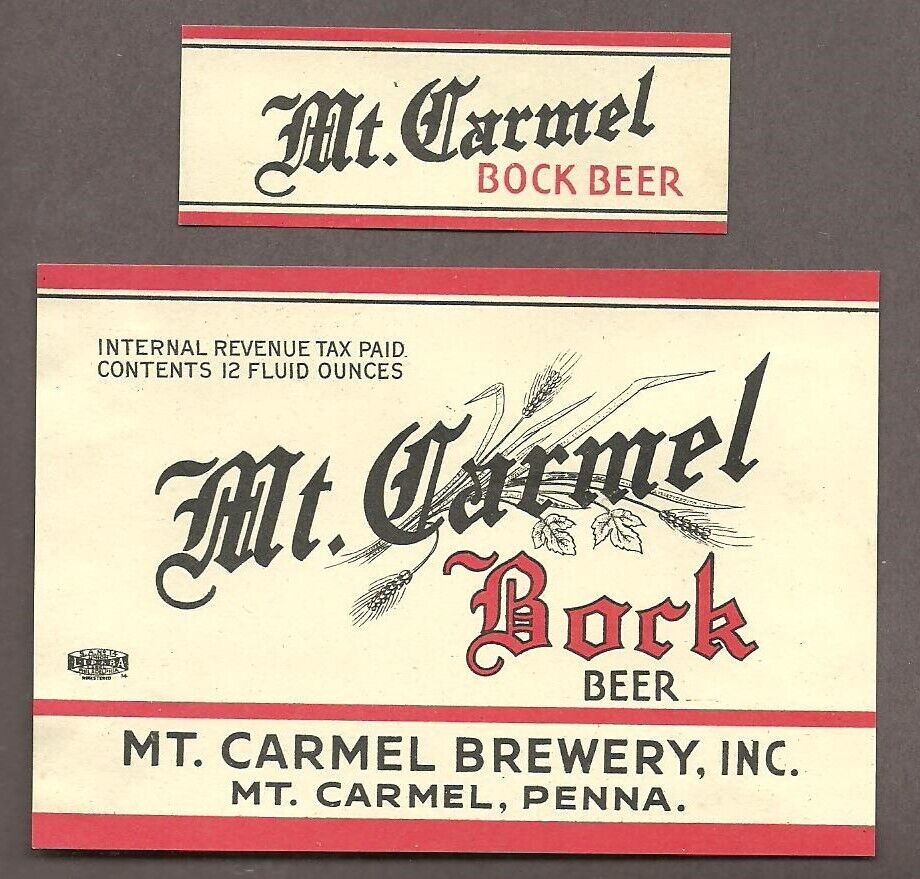 Mt. Carmel
BOCK BEER
INTERNAL REVENUE TAX PAID.
CONTENTS 12 FLUID OUNCES
Mt. Carmel
Bock
BEER
MT. CARMEL BREWERY, INC.
MT. CARMEL, PENNA.